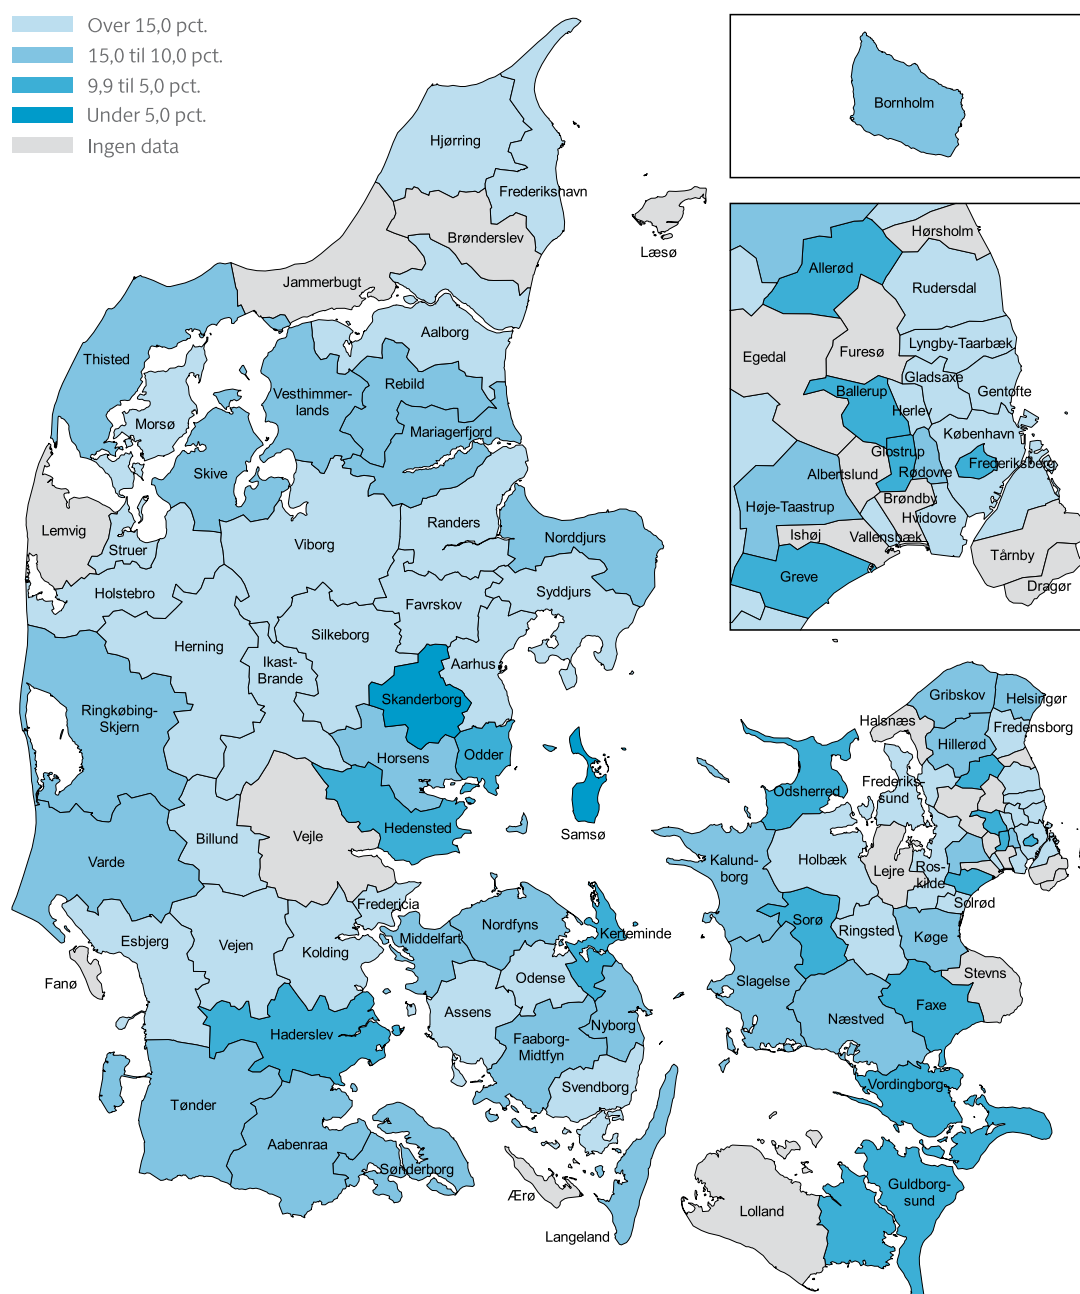 Over 15,0 pct.
15,0 til 10,0 pct.
9,9 til 5,0 pct.
Under 5,0 pct.
Ingen data
Bornholm
Hjørring
Frederikshavn
Brønderslev
Læsø
Jammerbugt
Aalborg
Thisted
Rebild
Vesthimmer-
lands
Morsø
Mariagerfjord
Skive
Lemvig
Struer
Viborg
Randers
Norddjurs
Holstebro
Favrskov
Syddjurs
Herning
Silkeborg
Ikast-
Brande
Aarhus
Skanderborg
Ringkøbing-
Skjern
Horsens
Odder
Samsø
Hedensted
Vejle
Billund
Varde
Fredericia
Esbjerg
Vejen
Kolding
Fanø
Haderslev
Tønder
Aabenraa
Sønderborg
Middelfart
Nordfyns
Kerteminde
Odense
Assens
Nyborg
Faaborg-
Midtfyn
Svendborg
Ærø
Langeland
Hørsholm
Allerød
Rudersdal
Egedal
Furesø
Lyngby-Taarbæk
Gladsaxe
Ballerup
Gentofte
Herlev
København
Glostrup
Frederiksberg
Albertslund
Rødovre
Brøndby
Høje-Taastrup
Hvidovre
Ishøj
Vallensbæk
Tårnby
Greve
Dragør
Gribskov
Helsingør
Halsnæs
Fredensborg
Hillerød
Frederiks-
sund
Odsherred
Holbæk
Kalund-
borg
Lejre
Ros-
kilde
Solrød
Sorø
Ringsted
Køge
Stevns
Slagelse
Faxe
Næstved
Vordingborg
Guldborg-
sund
Lolland